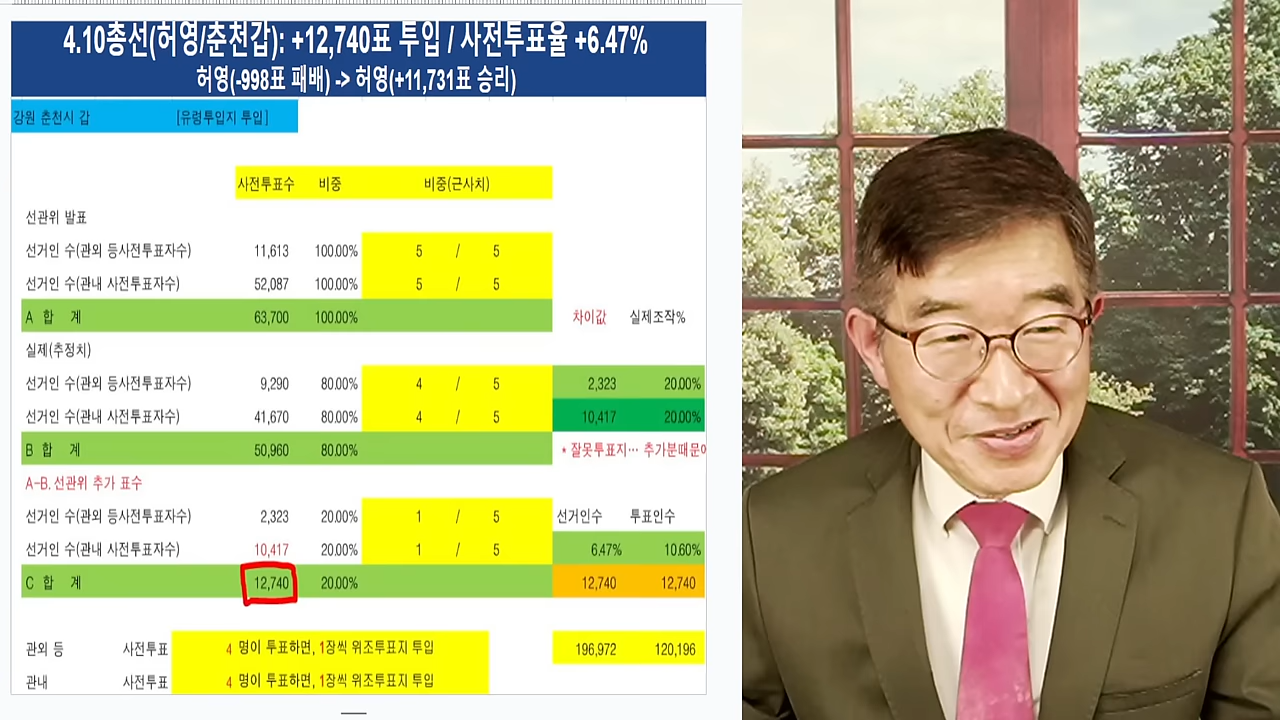 4.10총선(허영/춘천갑): +12,740표 투입 / 사전투표율 +6.47%
허영(-998표 패배) -> 허영(+11,731표 승리)
강원 춘천시 갑 [유령투입지 투입]
사전투표수 비중 비중(근사치)
선관위 발표
선거인 수(관외 등사전투표자수) 11,613 100.00% 5 / 5
선거인 수(관내 사전투표자수) 52,087 100.00% 5 / 5
A 합 계 63,700 100.00% 차이값 실제조작%
실제(추정치)
선거인 수(관외 등사전투표자수) 9,290 80.00% 4 / 5 2,323 20.00%
선거인 수(관내 사전투표자수) 41,670 80.00% 4 / 5 10,417 20.00%
B 합 계 50,960 80.00% * 잘못투표지… 추가분때문에
A-B. 선관위 추가 표수
선거인 수(관외 등사전투표자수) 2,323 20.00% 1 / 5 선거인수 투표인수
선거인 수(관내 사전투표자수) 10,417 20.00% 1 / 5 6.47% 10.60%
C 합 계 12,740 20.00% 12,740 12,740
관외 등 사전투표 4 명이 투표하면, 1장씩 위조투표지 투입 196,972 120,196
관내 사전투표 4 명이 투표하면, 1장씩 위조투표지 투입